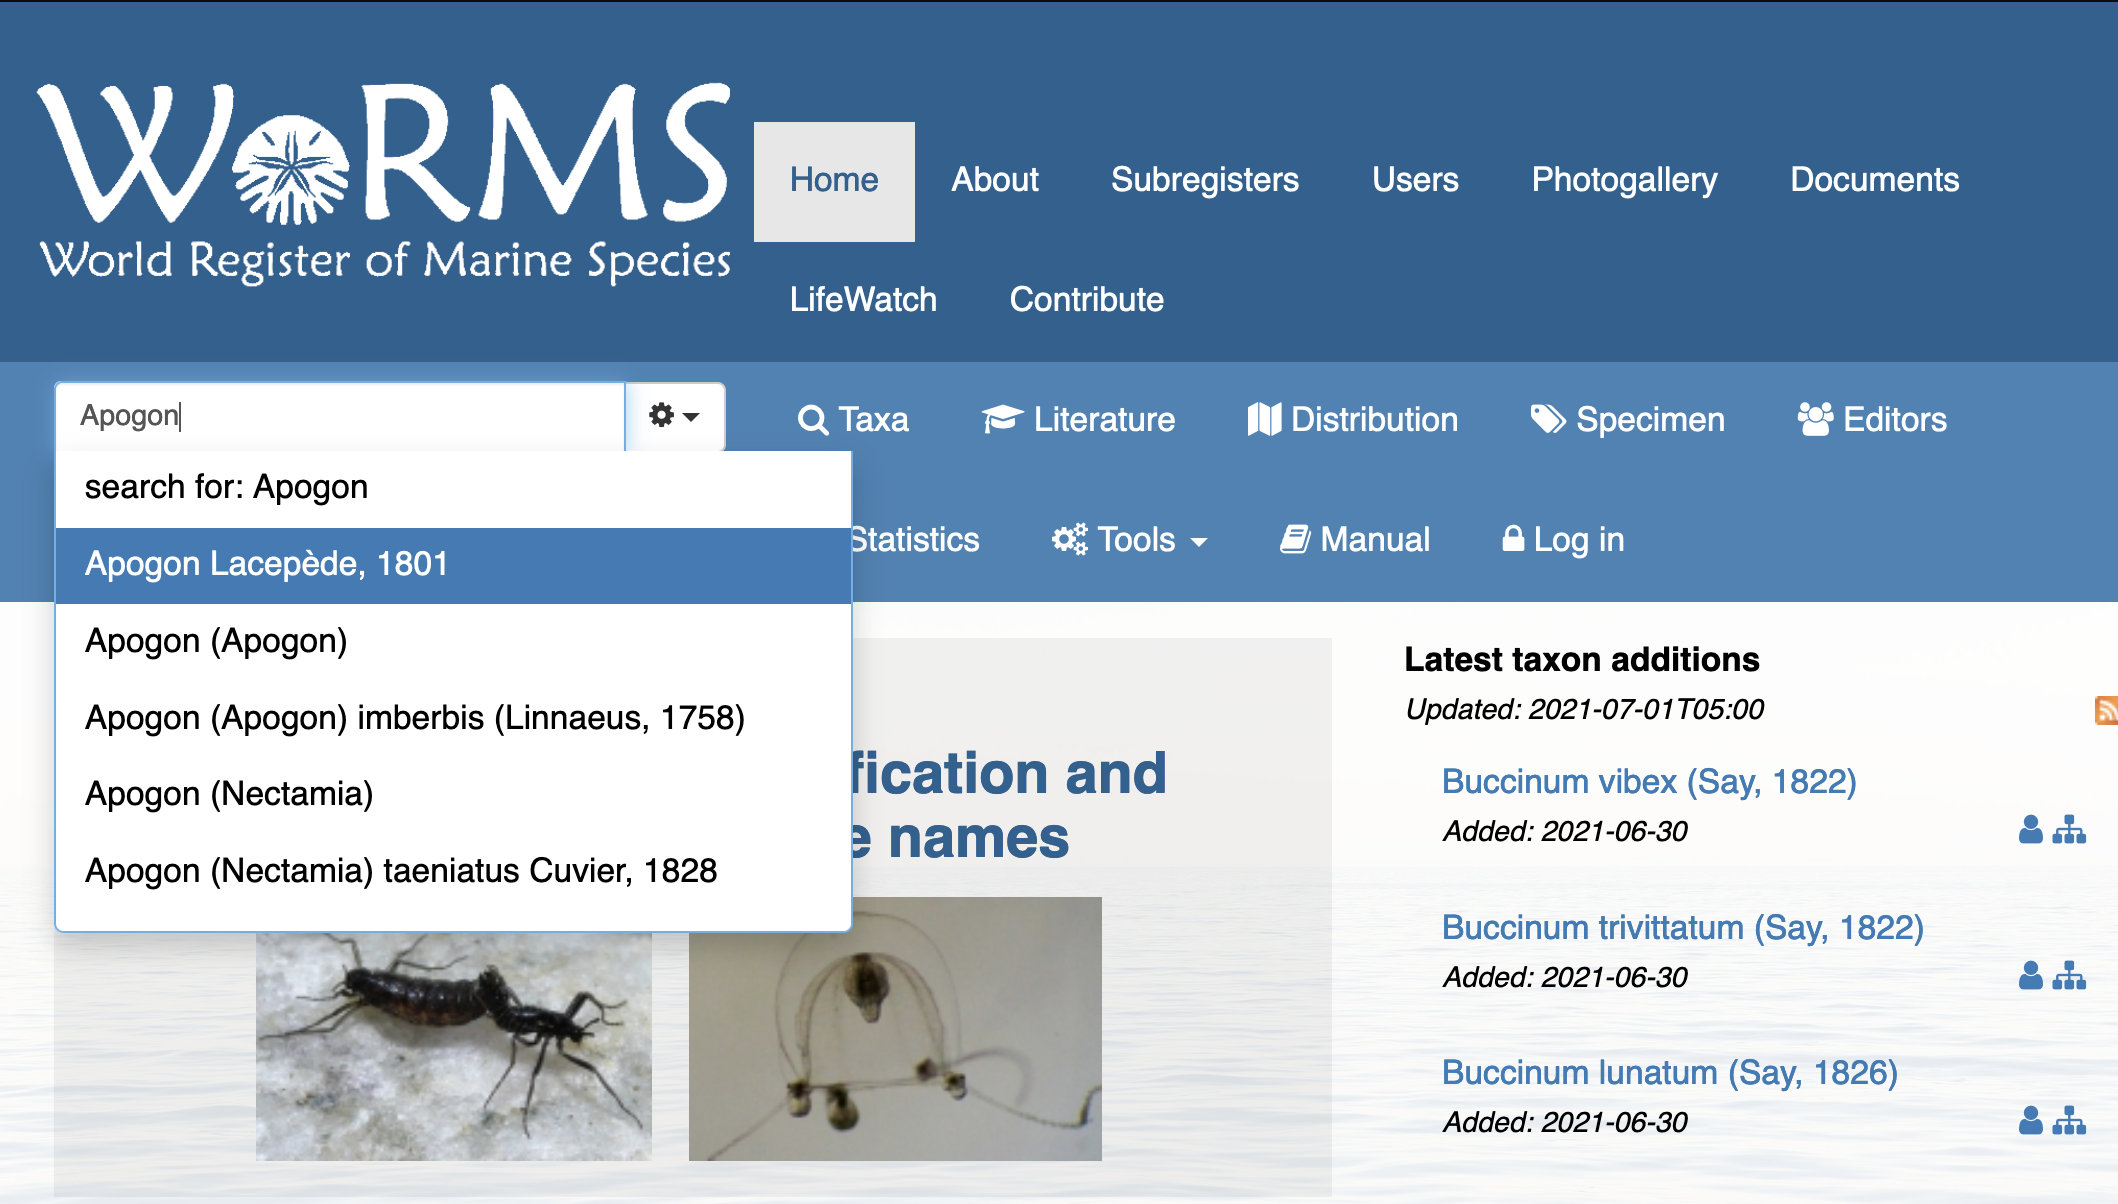 WoRMS
World Register of Marine Species
Home About Subregisters Users Photogallery Documents
LifeWatch Contribute
Apogon
Taxa Literature Distribution Specimen Editors
Statistics Tools Manual Log in
search for: Apogon
Apogon Lacepède, 1801
Apogon (Apogon)
Apogon (Apogon) imberbis (Linnaeus, 1758)
Apogon (Nectamia)
Apogon (Nectamia) taeniatus Cuvier, 1828
fication and
e names
Latest taxon additions
Updated: 2021-07-01T05:00
Buccinum vibex (Say, 1822)
Added: 2021-06-30
Buccinum trivittatum (Say, 1822)
Added: 2021-06-30
Buccinum lunatum (Say, 1826)
Added: 2021-06-30